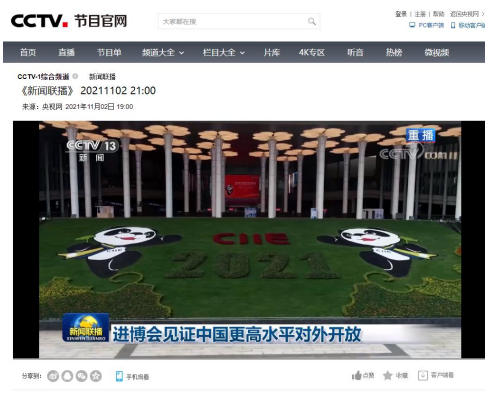 CCTV. 节目官网
大家都在搜
登录 | 注册 | 帮助 返回央视网
PC客户端 移动客户端
首页 直播 节目单 频道大全 栏目大全 片库 4K专区 听音 热榜 微视频
CCTV-1综合频道 新闻联播
《新闻联播》 20211102 21:00
来源：央视网 2021年11月02日 19:00
CCTV 13
新闻
重播
CCTV.com
CIIE
2021
新闻联播
XINWENLIANBO
进博会见证中国更高水平对外开放
分享到: 手机观看 点赞 收藏 客户端看